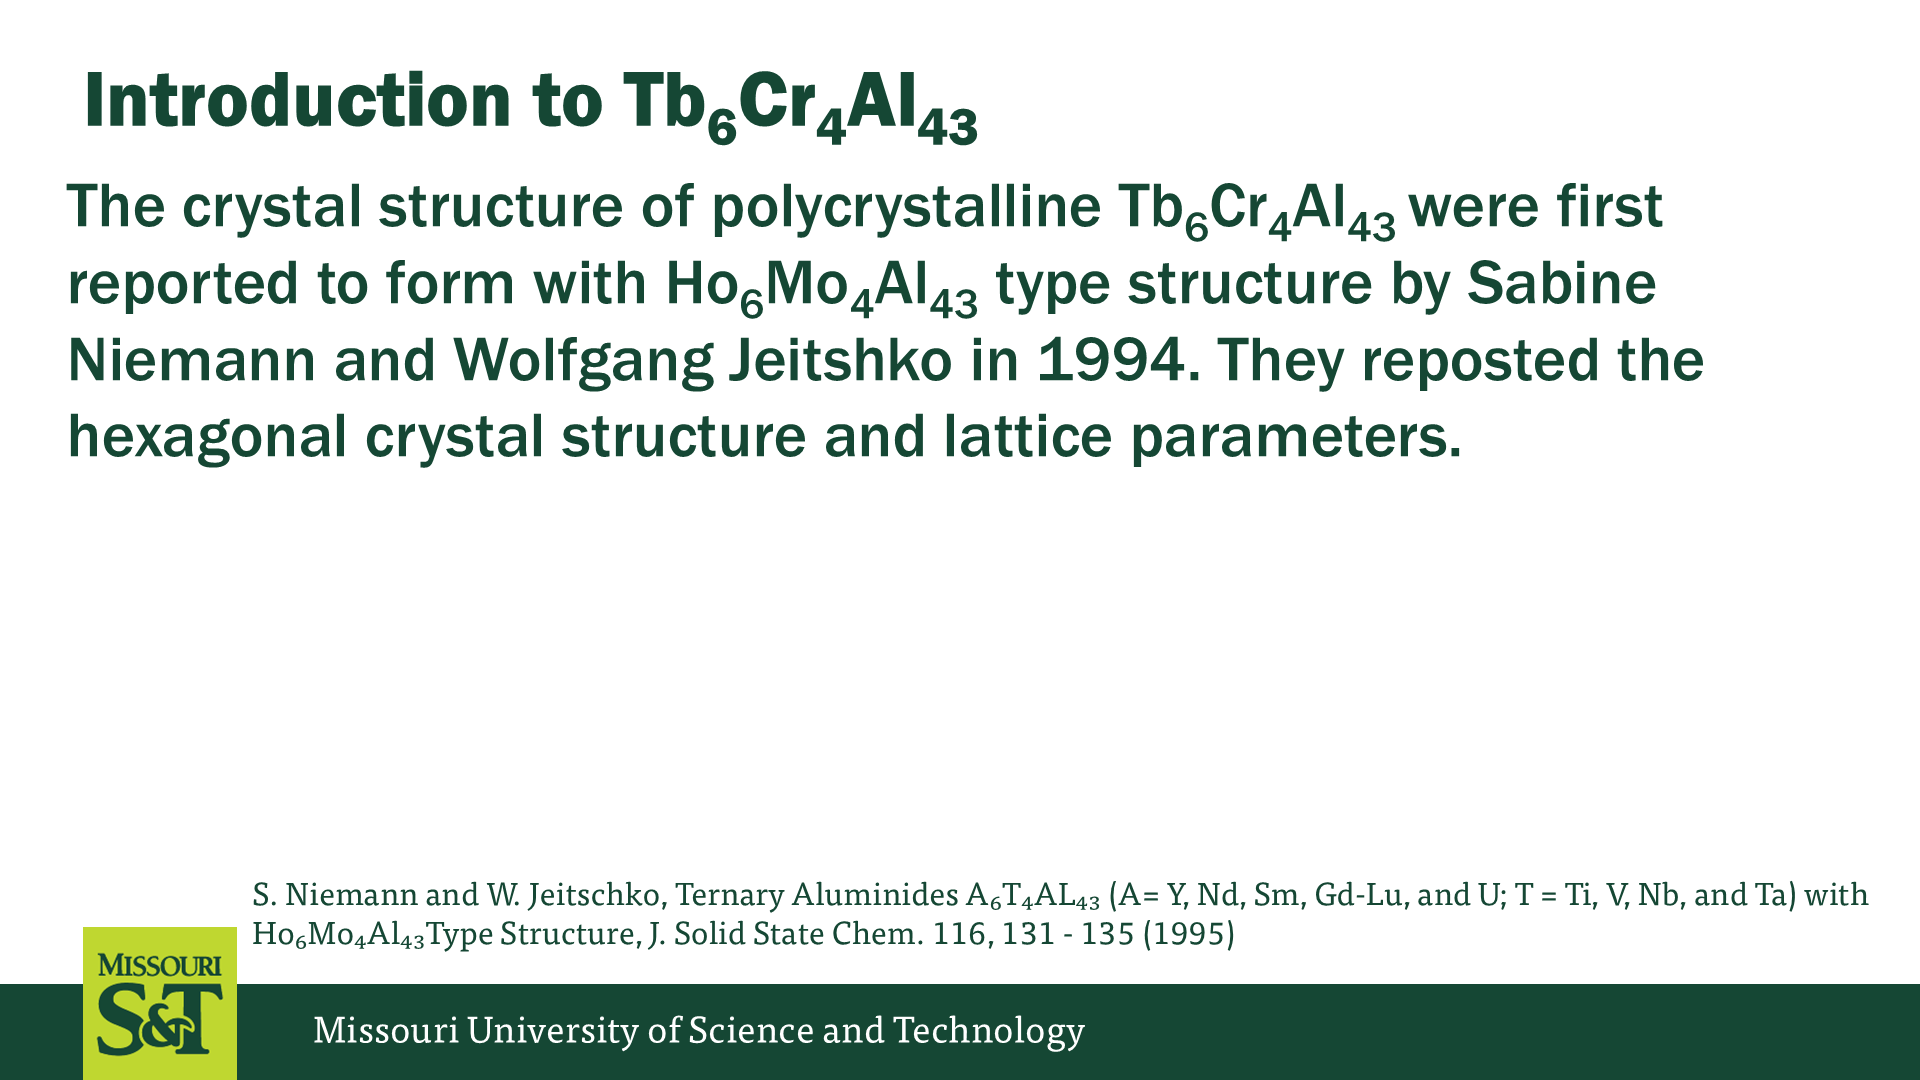 Introduction to Tb₆Cr₄Al₄₃
The crystal structure of polycrystalline Tb₆Cr₄Al₄₃ were first
reported to form with Ho₆Mo₄Al₄₃ type structure by Sabine
Niemann and Wolfgang Jeitshko in 1994. They reposted the
hexagonal crystal structure and lattice parameters.
S. Niemann and W. Jeitschko, Ternary Aluminides A₆T₄AL₄₃ (A= Y, Nd, Sm, Gd-Lu, and U; T = Ti, V, Nb, and Ta) with
Ho₆Mo₄Al₄₃Type Structure, J. Solid State Chem. 116, 131 - 135 (1995)
MISSOURI
S&T
Missouri University of Science and Technology